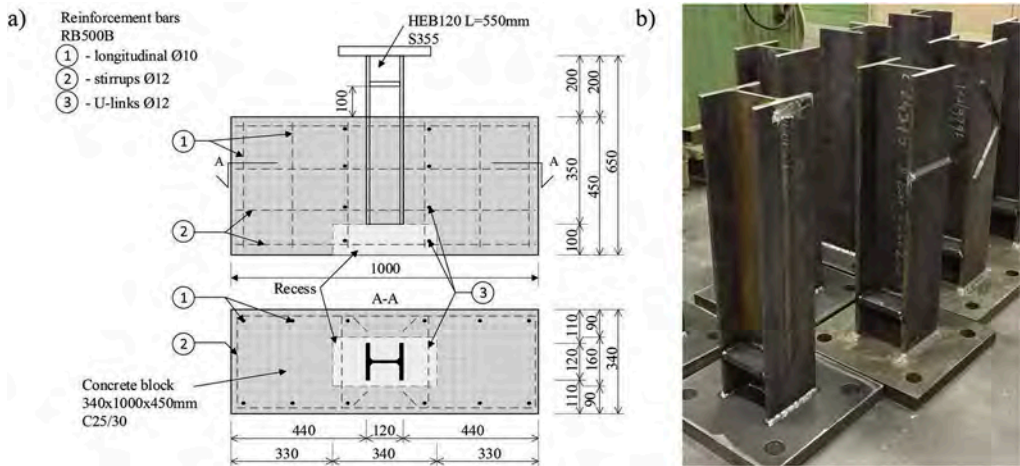 a)
Reinforcement bars
RB500B
1 - longitudinal Ø10
2 - stirrups Ø12
3 - U-links Ø12
HEB120 L=550mm
S355
100
200
200
350
450
650
100
1
A
A
2
1000
Recess
A-A
3
1
2
Concrete block
340x1000x450mm
C25/30
110
90
120
160
340
110
90
440
120
440
330
340
330
b)